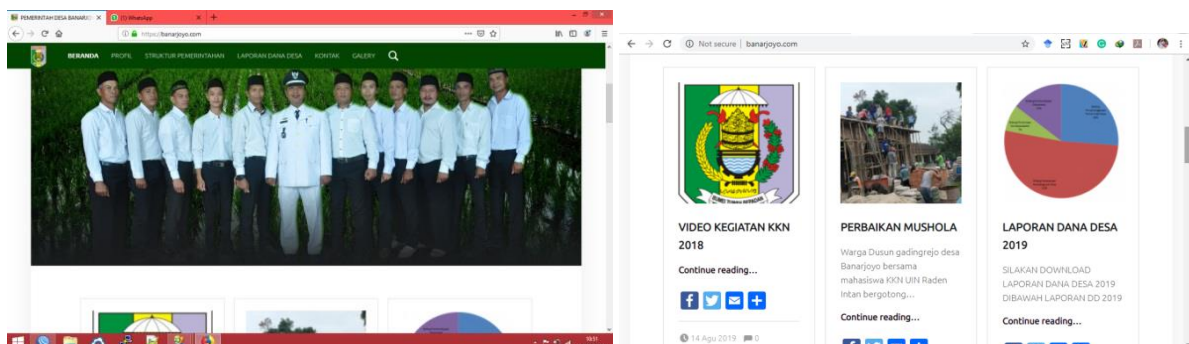 PEMERINTAH DESA BANARJO
(1) WhatsApp
https://banarjoyo.com
BERANDA PROFIL STRUKTUR PEMERINTAHAN LAPORAN DANA DESA KONTAK GALERY
10:51
Not secure | banarjoyo.com
VIDEO KEGIATAN KKN
2018
Continue reading...
14 Agu 2019 0
PERBAIKAN MUSHOLA
Warga Dusun gadingrejo desa
Banarjoyo bersama
mahasiswa KKN UIN Raden
Intan bergotong...
Continue reading...
LAPORAN DANA DESA
2019
SILAKAN DOWNLOAD
LAPORAN DANA DESA 2019
DIBAWAH LAPORAN DD 2019
Continue reading...